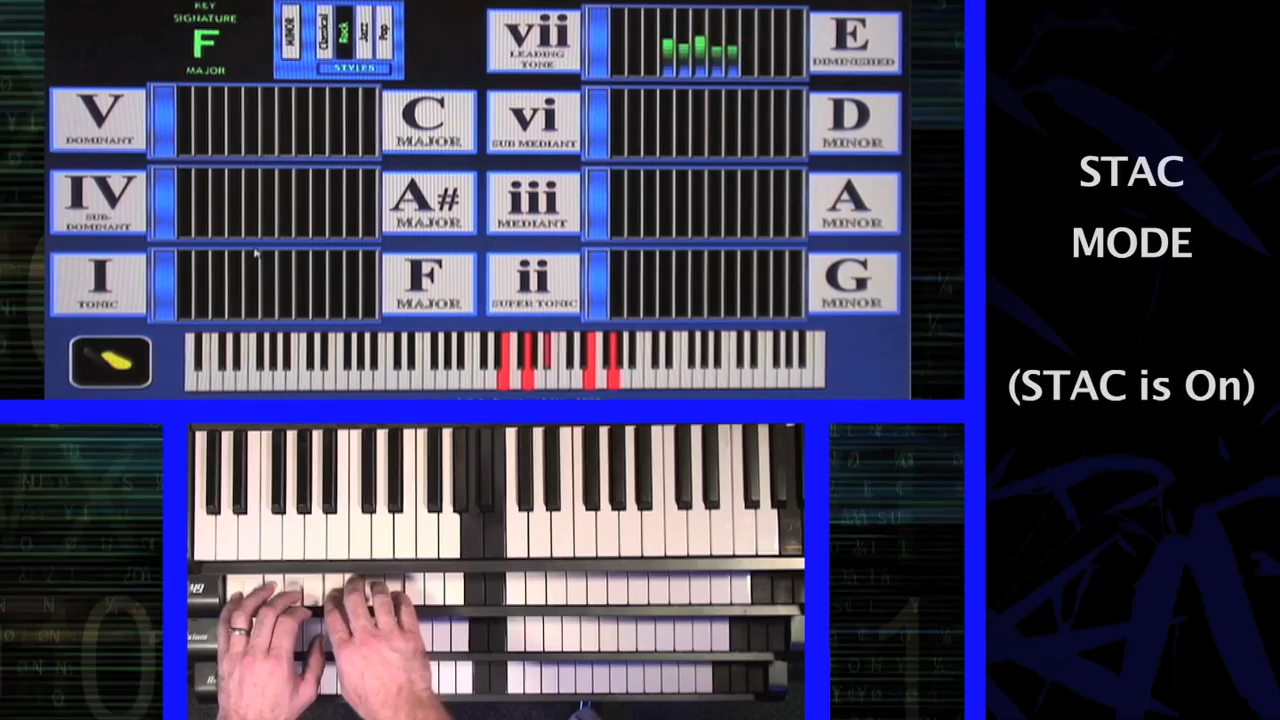 KEY
SIGNATURE
F
MAJOR
MINOR
Classical
Rock
Jazz
Pop
STYLES
vii
LEADING
TONE
E
DIMINISHED
V
DOMINANT
C
MAJOR
vi
SUB MEDIANT
D
MINOR
IV
SUB-
DOMINANT
A#
MAJOR
iii
MEDIANT
A
MINOR
I
TONIC
F
MAJOR
ii
SUPER TONIC
G
MINOR
STAC
MODE
(STAC is On)